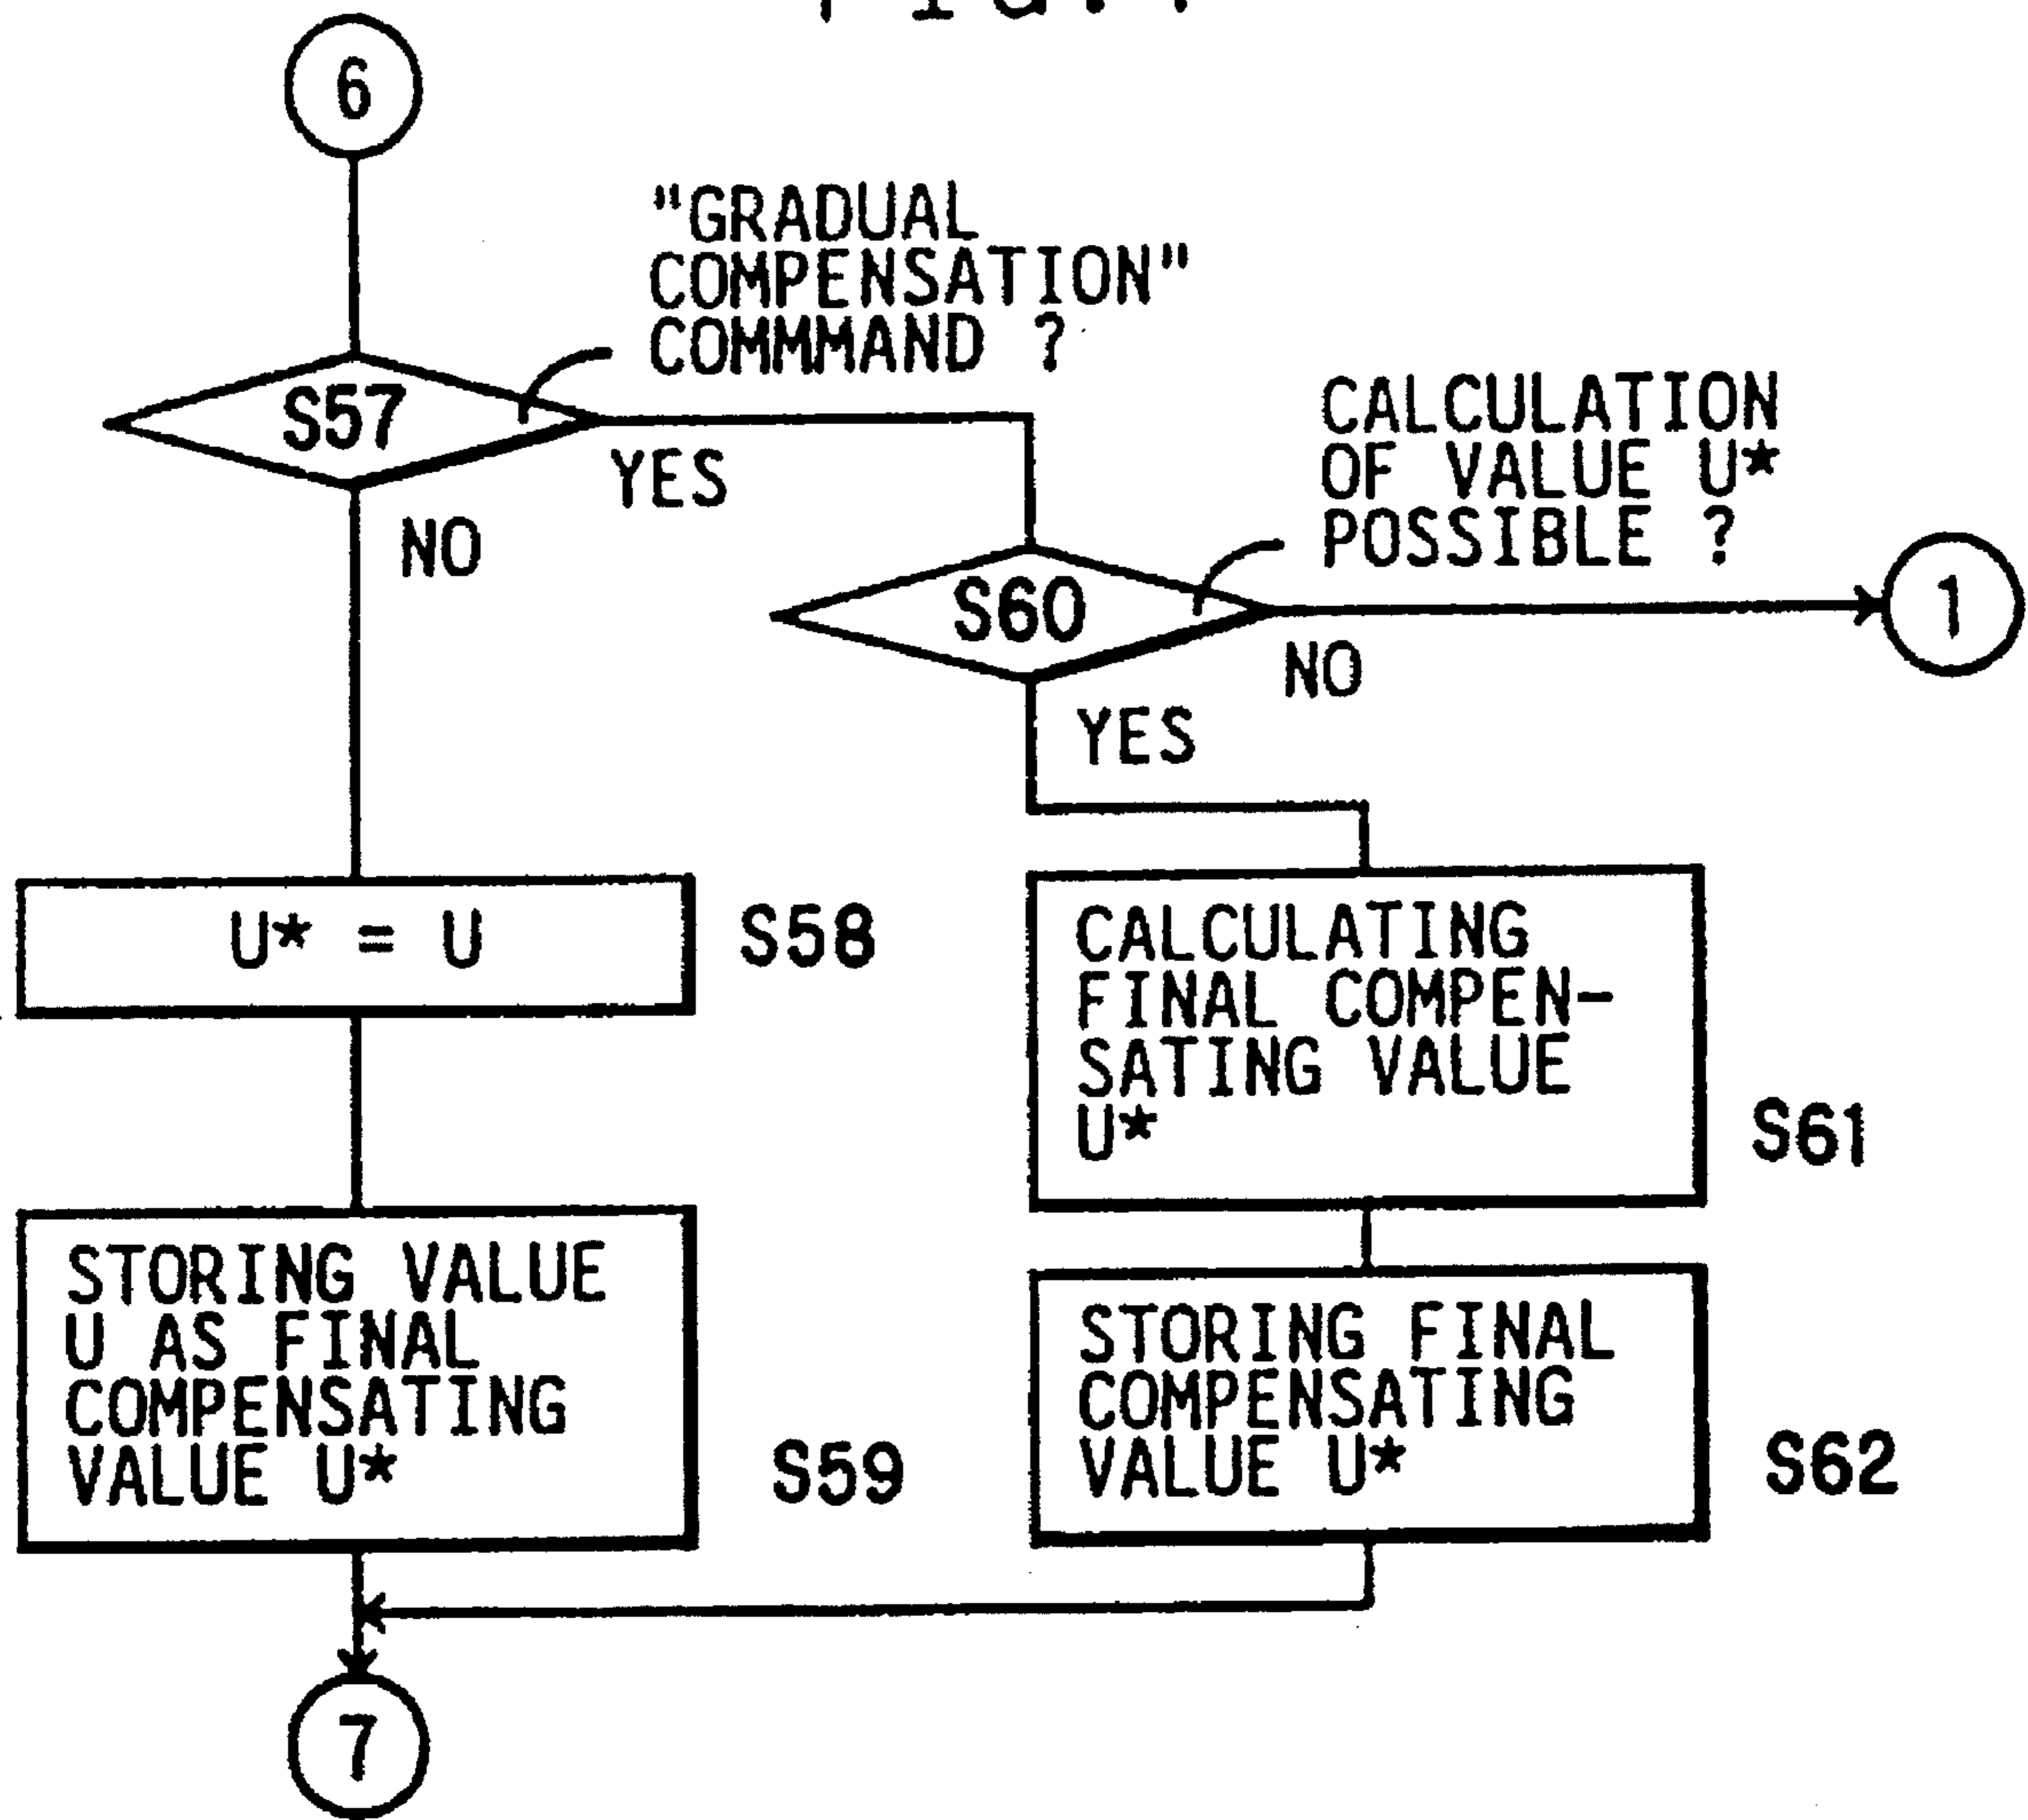 6
"GRADUAL
COMPENSATION"
COMMMAND ?
S57
YES
NO
CALCULATION
OF VALUE U*
POSSIBLE ?
S60
NO
1
YES
U* = U
S58
CALCULATING
FINAL COMPEN-
SATING VALUE
U*
S61
STORING VALUE
U AS FINAL
COMPENSATING
VALUE U*
S59
STORING FINAL
COMPENSATING
VALUE U*
S62
7